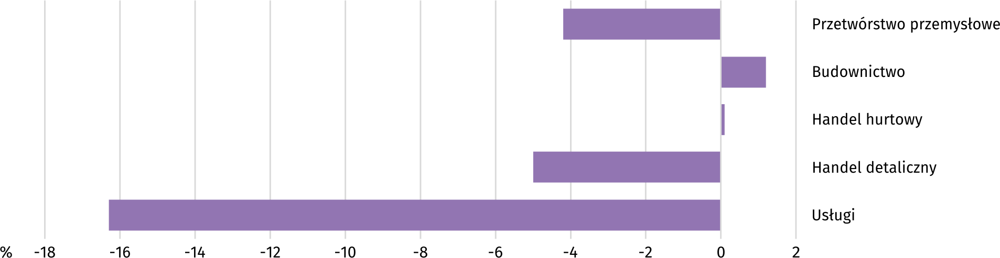 Przetwórstwo przemysłowe
Budownictwo
Handel hurtowy
Handel detaliczny
Usługi
% -18 -16 -14 -12 -10 -8 -6 -4 -2 0 2